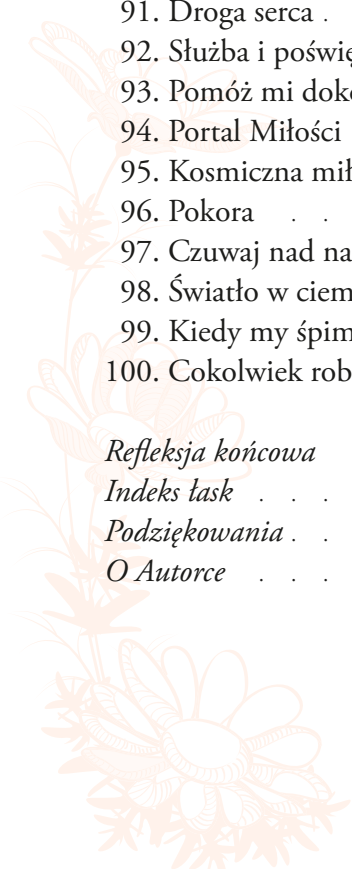 91. Droga serca .
92. Służba i poświę
93. Pomóż mi doko
94. Portal Miłości
95. Kosmiczna mił
96. Pokora . .
97. Czuwaj nad na
98. Światło w ciem
99. Kiedy my śpim
100. Cokolwiek rob
Refleksja końcowa
Indeks łask . . .
Podziękowania . .
O Autorce . . .